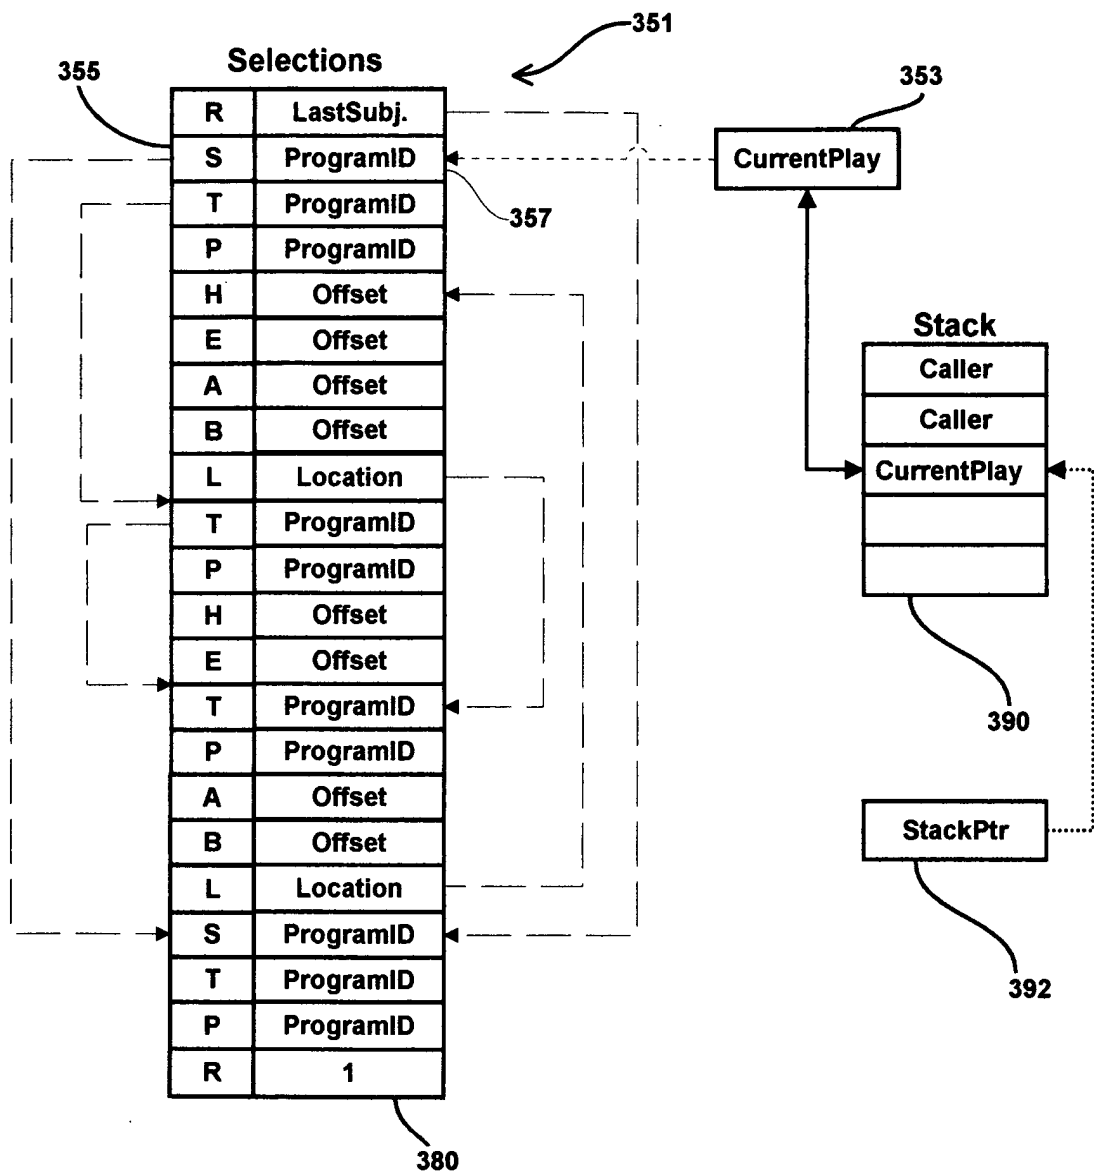 351
Selections
355
353
R LastSubj.
S ProgramID
CurrentPlay
T ProgramID
357
P ProgramID
H Offset
E Offset
Stack
A Offset
Caller
B Offset
Caller
L Location
CurrentPlay
T ProgramID
P ProgramID
H Offset
E Offset
T ProgramID
390
P ProgramID
A Offset
B Offset
StackPtr
L Location
S ProgramID
T ProgramID
392
P ProgramID
R 1
380